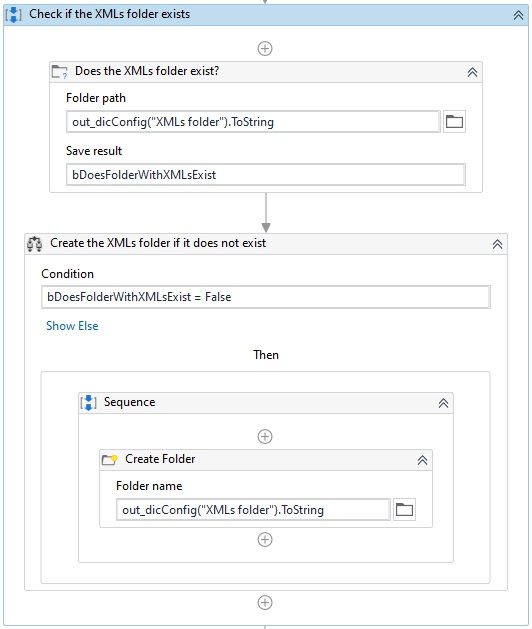 Check if the XMLs folder exists
Does the XMLs folder exist?
Folder path
out_dicConfig("XMLs folder").ToString
Save result
bDoesFolderWithXMLsExist
Create the XMLs folder if it does not exist
Condition
bDoesFolderWithXMLsExist = False
Show Else
Then
Sequence
Create Folder
Folder name
out_dicConfig("XMLs folder").ToString